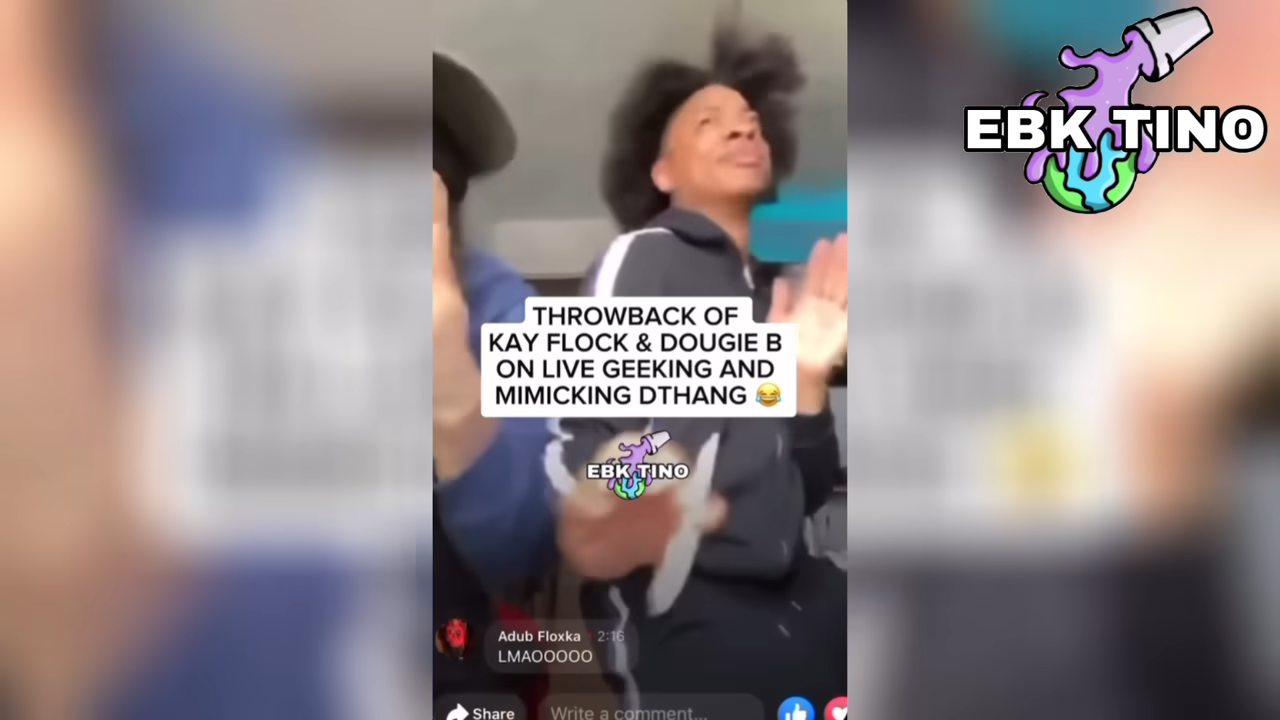 EBK TINO
THROWBACK OF
KAY FLOCK & DOUGIE B
ON LIVE GEEKING AND
MIMICKING DTHANG 😂
EBK TINO
Adub Floxka 2:16
LMAOOOOO
Share
Write a comment...